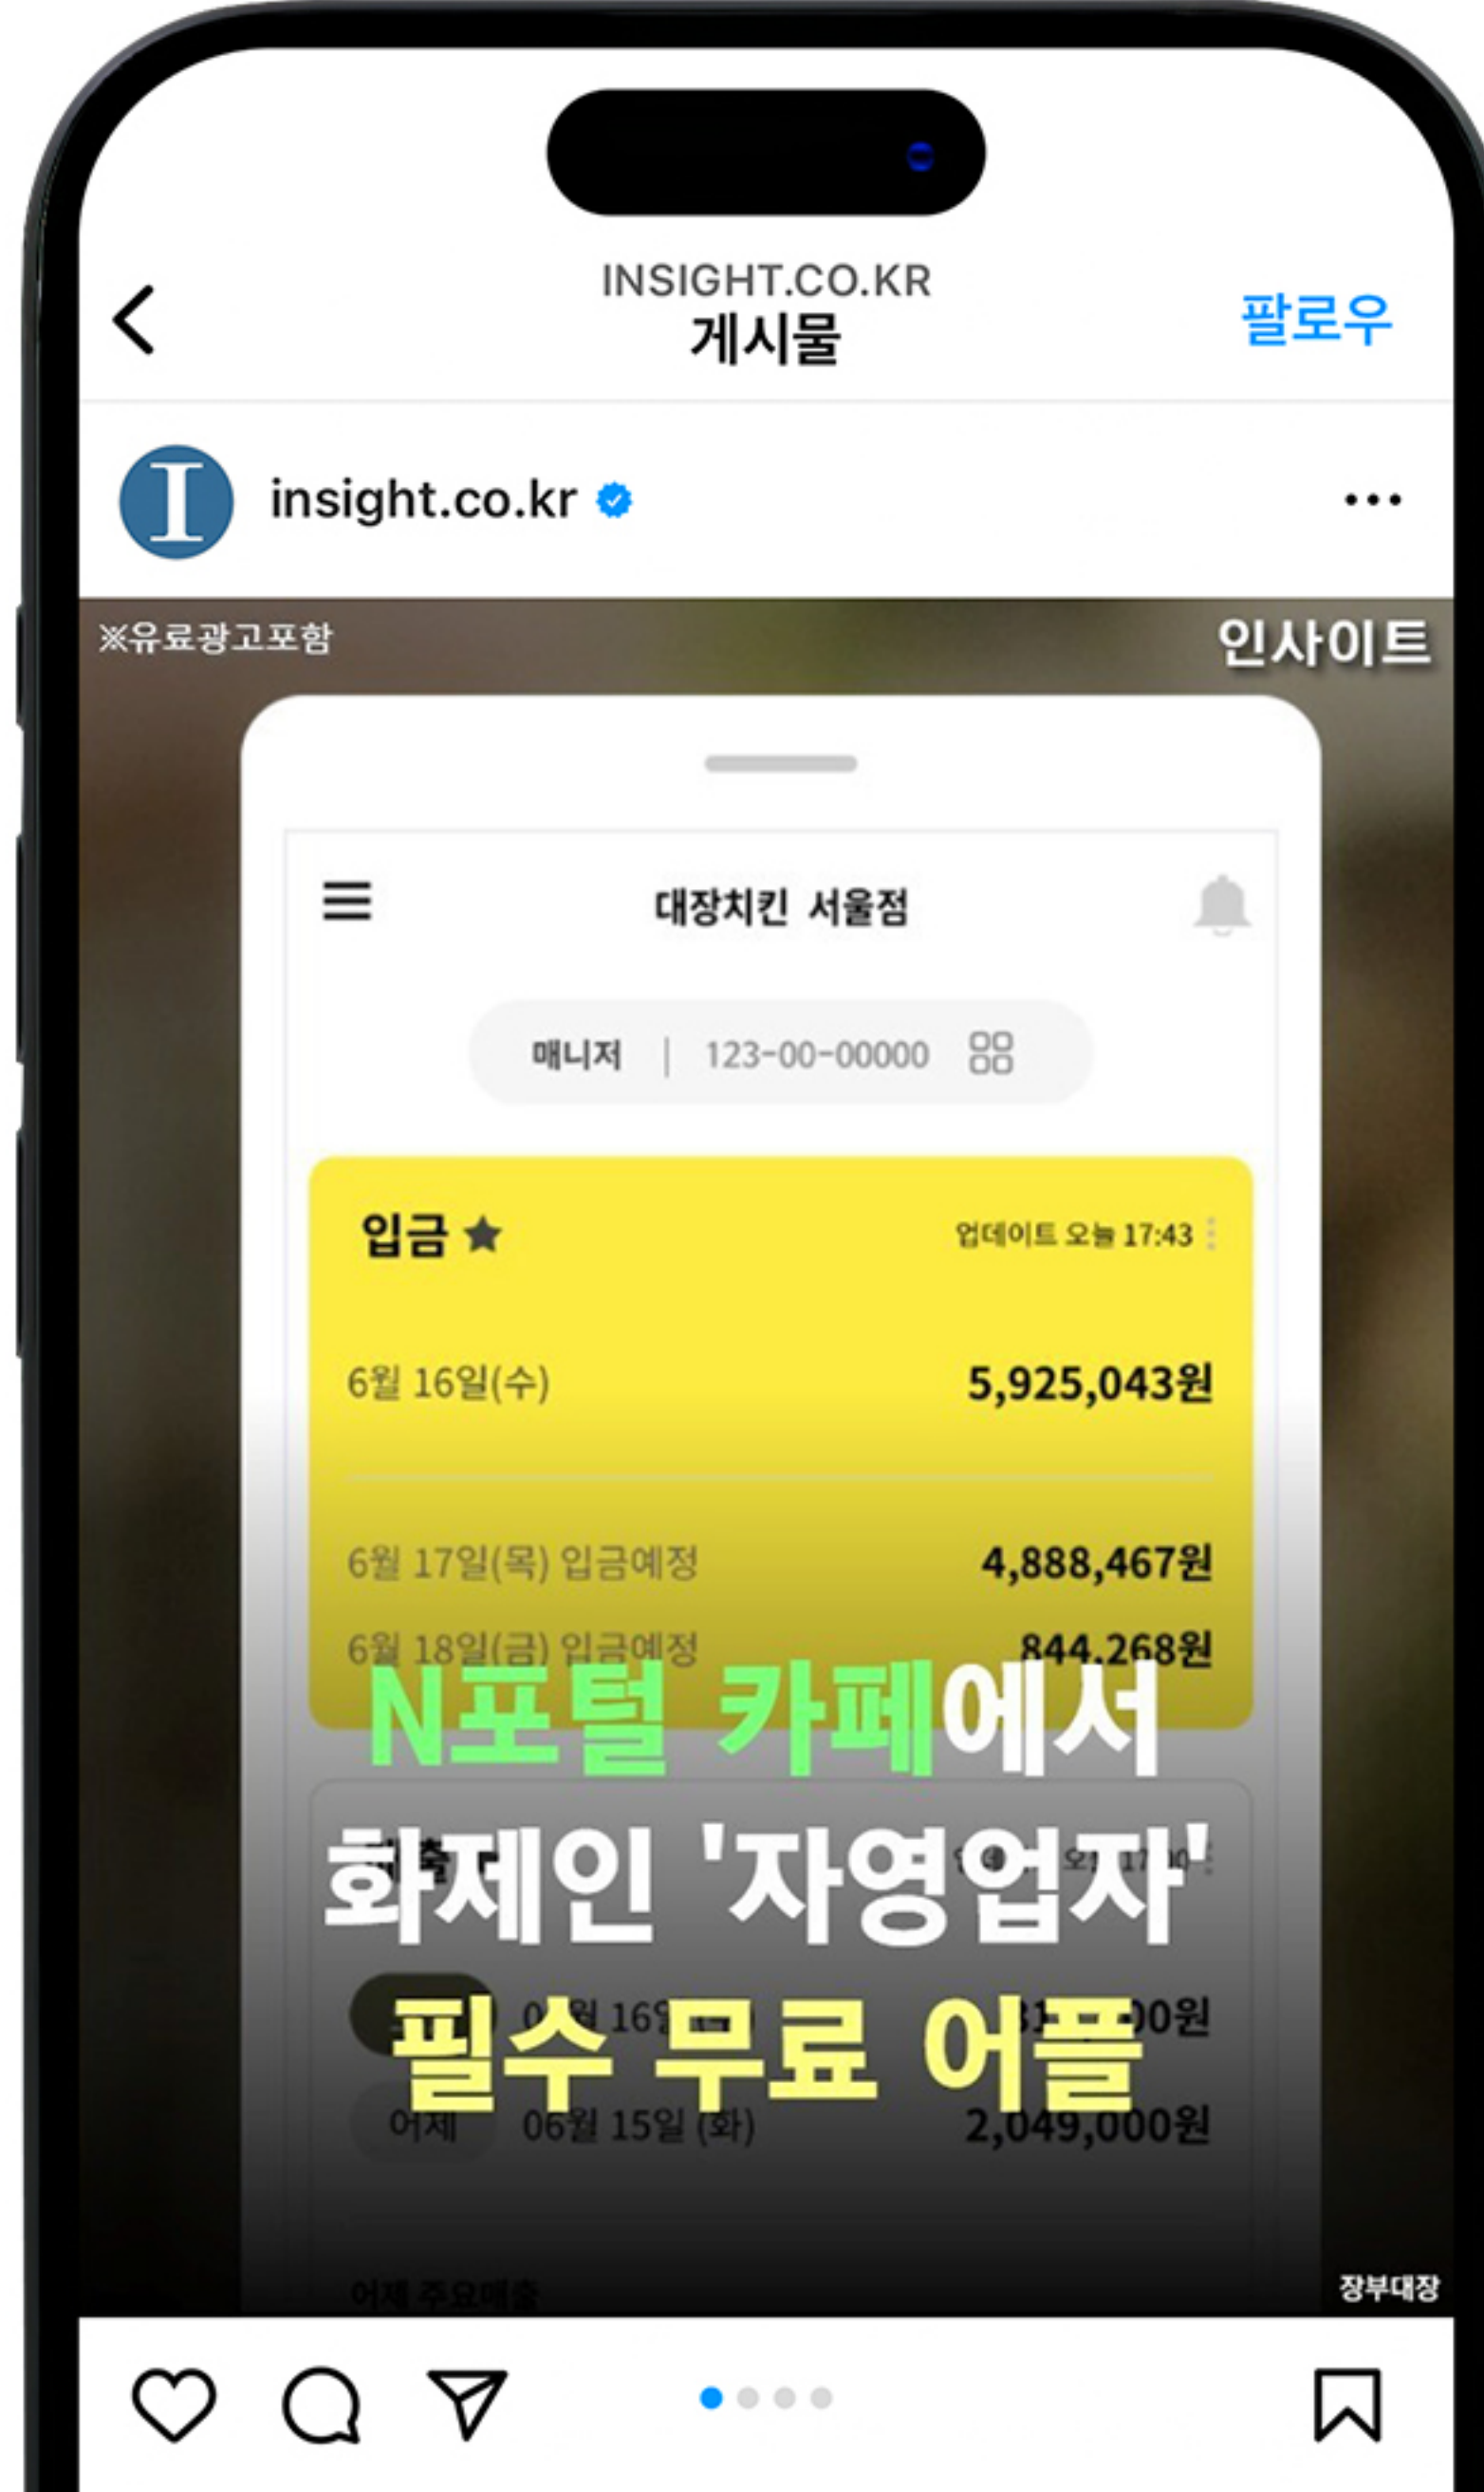 INSIGHT.CO.KR
게시물
팔로우
I
insight.co.kr
※유료광고포함
인사이트
대장치킨 서울점
매니저 | 123-00-00000
입금
업데이트 오늘 17:43
6월 16일(수) 5,925,043원
6월 17일(목) 입금예정 4,888,467원
6월 18일(금) 입금예정 844,268원
N포털 카페에서
화제인 '자영업자'
필수 무료 어플
어제 06월 15일 (화) 2,049,000원
어제 주요매출
장부대장